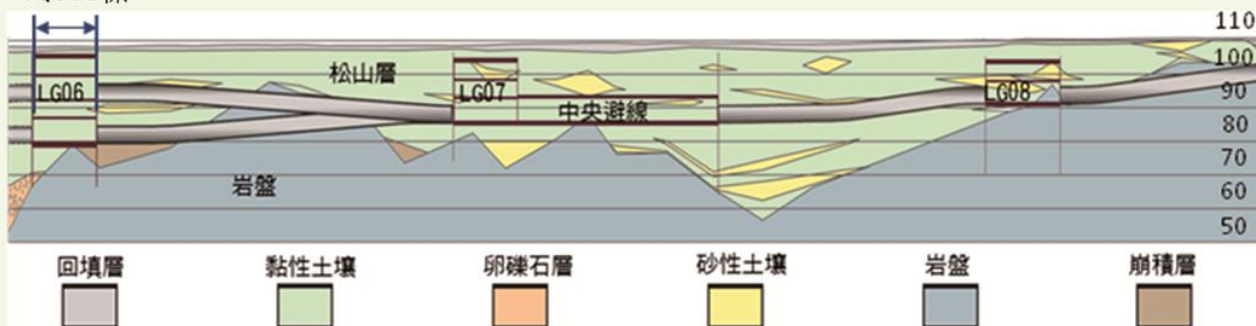 110
100
90
80
70
60
50
松山層
LG06
LG07
中央避線
LG08
岩盤
回填層
黏性土壤
卵礫石層
砂性土壤
岩盤
崩積層